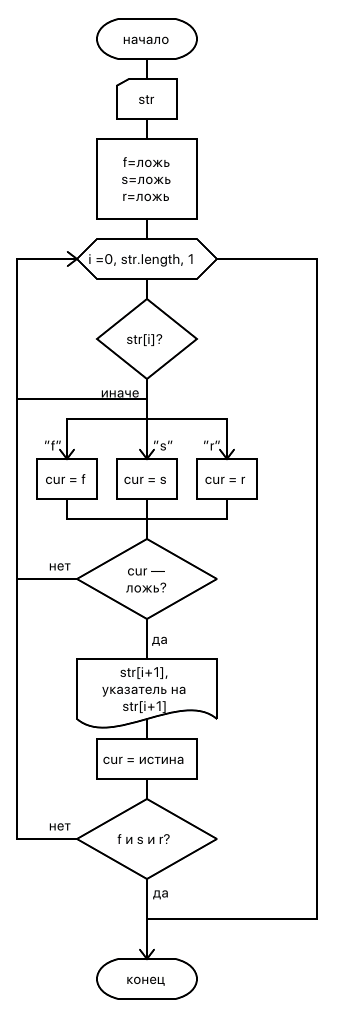 начало
str
f=ложь
s=ложь
r=ложь
i =0, str.length, 1
str[i]?
иначе
"f"
"s"
"r"
cur = f
cur = s
cur = r
нет
cur —
ложь?
да
str[i+1],
указатель на
str[i+1]
cur = истина
нет
f и s и r?
да
конец